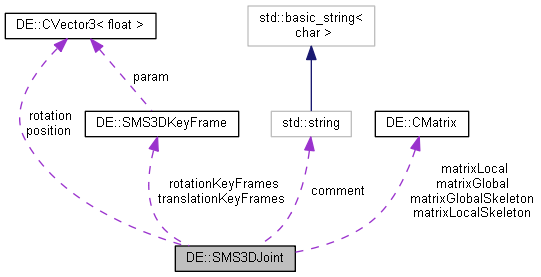 DE::CVector3< float >
std::basic_string<
char >
param
rotation
position
DE::SMS3DKeyFrame
std::string
DE::CMatrix
rotationKeyFrames
translationKeyFrames
comment
matrixLocal
matrixGlobal
matrixGlobalSkeleton
matrixLocalSkeleton
DE::SMS3DJoint